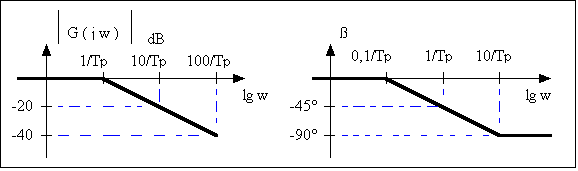 | G ( j w ) | dB
1/Tp 10/Tp 100/Tp
lg w
-20
-40
ß
0,1/Tp 1/Tp 10/Tp
lg w
-45°
-90°